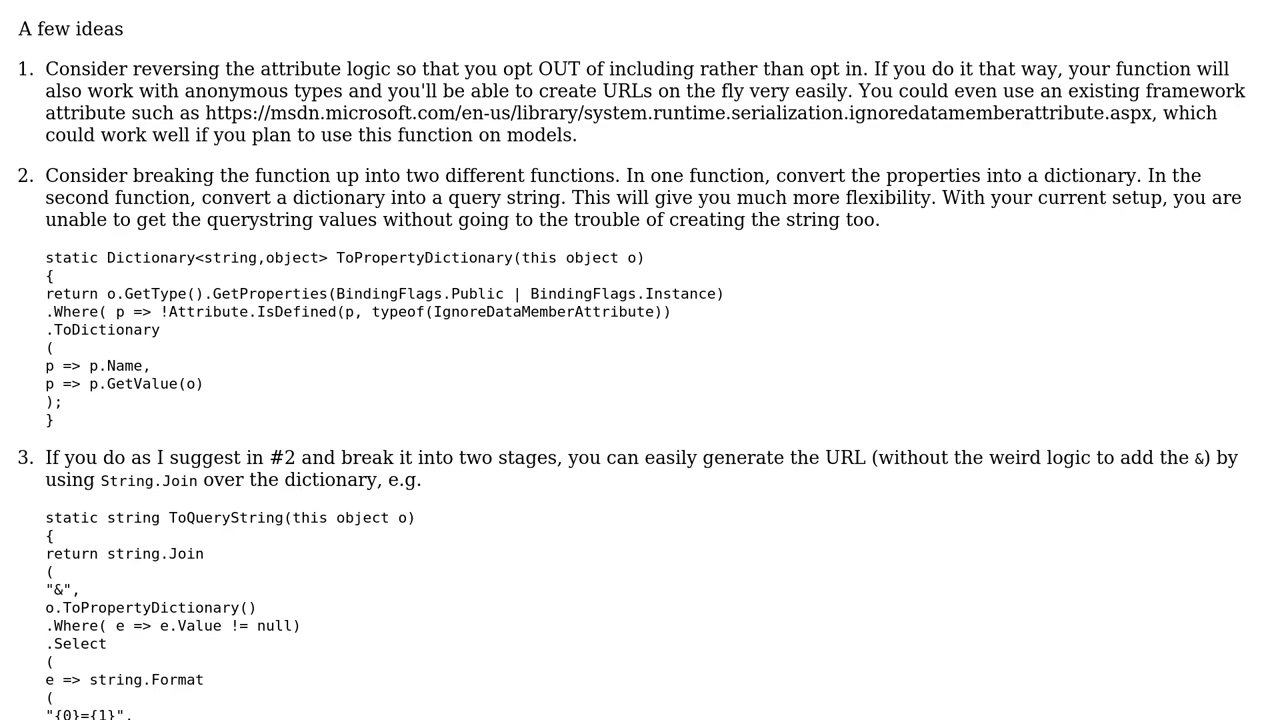 A few ideas
1. Consider reversing the attribute logic so that you opt OUT of including rather than opt in. If you do it that way, your function will
also work with anonymous types and you'll be able to create URLs on the fly very easily. You could even use an existing framework
attribute such as https://msdn.microsoft.com/en-us/library/system.runtime.serialization.ignoredatamemberattribute.aspx, which
could work well if you plan to use this function on models.
2. Consider breaking the function up into two different functions. In one function, convert the properties into a dictionary. In the
second function, convert a dictionary into a query string. This will give you much more flexibility. With your current setup, you are
unable to get the querystring values without going to the trouble of creating the string too.
static Dictionary<string,object> ToPropertyDictionary(this object o)
{
return o.GetType().GetProperties(BindingFlags.Public | BindingFlags.Instance)
.Where( p => !Attribute.IsDefined(p, typeof(IgnoreDataMemberAttribute))
.ToDictionary
(
p => p.Name,
p => p.GetValue(o)
);
}
3. If you do as I suggest in #2 and break it into two stages, you can easily generate the URL (without the weird logic to add the &) by
using String.Join over the dictionary, e.g.
static string ToQueryString(this object o)
{
return string.Join
(
"&",
o.ToPropertyDictionary()
.Where( e => e.Value != null)
.Select
(
e => string.Format
(
"{0}={1}",